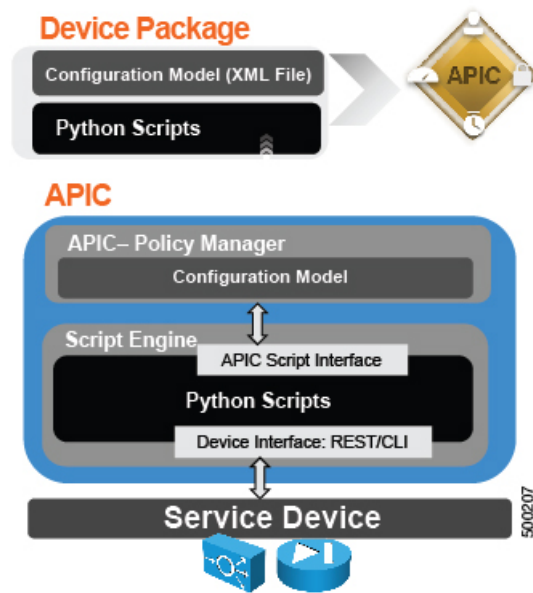 Device Package
Configuration Model (XML File)
Python Scripts
APIC
APIC
APIC– Policy Manager
Configuration Model
Script Engine
APIC Script Interface
Python Scripts
Device Interface: REST/CLI
Service Device
500207